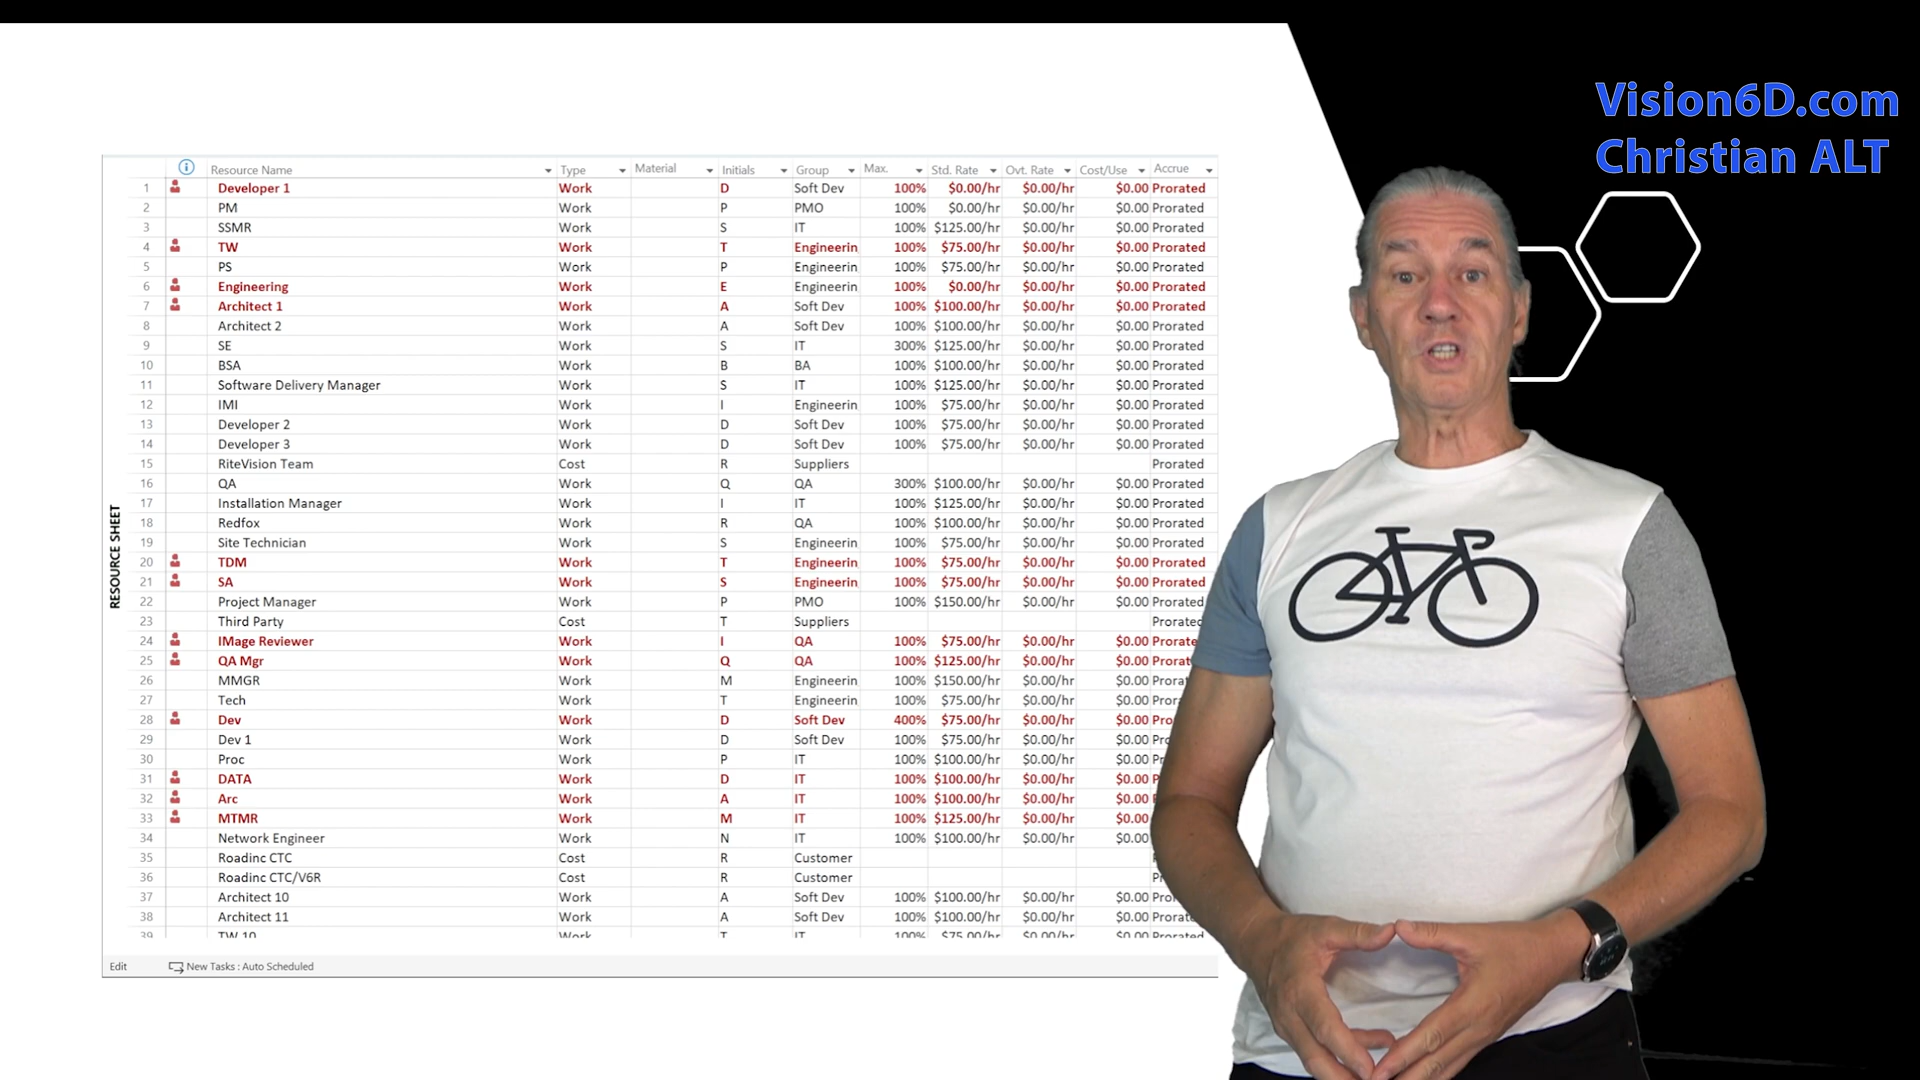 Vision6D.com
Christian ALT
Resource Name Type Material Initials Group Max. Std. Rate Ovt. Rate Cost/Use Accrue
1 Developer 1 Work D Soft Dev 100% $0.00/hr $0.00/hr $0.00 Prorated
2 PM Work P PMO 100% $0.00/hr $0.00/hr $0.00 Prorated
3 SSMR Work S IT 100% $125.00/hr $0.00/hr $0.00 Prorated
4 TW Work T Engineerin 100% $75.00/hr $0.00/hr $0.00 Prorated
5 PS Work P Engineerin 100% $75.00/hr $0.00/hr $0.00 Prorated
6 Engineering Work E Engineerin 100% $0.00/hr $0.00/hr $0.00 Prorated
7 Architect 1 Work A Soft Dev 100% $100.00/hr $0.00/hr $0.00 Prorated
8 Architect 2 Work A Soft Dev 100% $100.00/hr $0.00/hr $0.00 Prorated
9 SE Work S IT 300% $125.00/hr $0.00/hr $0.00 Prorated
10 BSA Work B BA 100% $100.00/hr $0.00/hr $0.00 Prorated
11 Software Delivery Manager Work S IT 100% $125.00/hr $0.00/hr $0.00 Prorated
12 IMI Work I Engineerin 100% $75.00/hr $0.00/hr $0.00 Prorated
13 Developer 2 Work D Soft Dev 100% $75.00/hr $0.00/hr $0.00 Prorated
14 Developer 3 Work D Soft Dev 100% $75.00/hr $0.00/hr $0.00 Prorated
15 RiteVision Team Cost R Suppliers Prorated
16 QA Work Q QA 300% $100.00/hr $0.00/hr $0.00 Prorated
17 Installation Manager Work I IT 100% $125.00/hr $0.00/hr $0.00 Prorated
18 Redfox Work R QA 100% $100.00/hr $0.00/hr $0.00 Prorated
19 Site Technician Work S Engineerin 100% $75.00/hr $0.00/hr $0.00 Prorated
20 TDM Work T Engineerin 100% $75.00/hr $0.00/hr $0.00 Prorated
21 SA Work S Engineerin 100% $75.00/hr $0.00/hr $0.00 Prorated
22 Project Manager Work P PMO 100% $150.00/hr $0.00/hr $0.00 Prorated
23 Third Party Cost T Suppliers Prorated
24 IMage Reviewer Work I QA 100% $75.00/hr $0.00/hr $0.00 Prorate
25 QA Mgr Work Q QA 100% $125.00/hr $0.00/hr $0.00 Prorat
26 MMGR Work M Engineerin 100% $150.00/hr $0.00/hr $0.00 Prorat
27 Tech Work T Engineerin 100% $75.00/hr $0.00/hr $0.00 Pror
28 Dev Work D Soft Dev 400% $75.00/hr $0.00/hr $0.00 Pro
29 Dev 1 Work D Soft Dev 100% $75.00/hr $0.00/hr $0.00 Pro
30 Proc Work P IT 100% $100.00/hr $0.00/hr $0.00 Pr
31 DATA Work D IT 100% $100.00/hr $0.00/hr $0.00 P
32 Arc Work A IT 100% $100.00/hr $0.00/hr $0.00
33 MTMR Work M IT 100% $125.00/hr $0.00/hr $0.00
34 Network Engineer Work N IT 100% $100.00/hr $0.00/hr $0.00
35 Roadinc CTC Cost R Customer
36 Roadinc CTC/V6R Cost R Customer Pr
37 Architect 10 Work A Soft Dev 100% $100.00/hr $0.00/hr $0.00 Pror
38 Architect 11 Work A Soft Dev 100% $100.00/hr $0.00/hr $0.00 Prorate
39 TW 10 Work T IT 100% $75.00/hr $0.00/hr $0.00 Prorated
RESOURCE SHEET
Edit New Tasks : Auto Scheduled